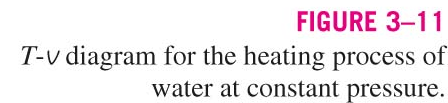 FIGURE 3–11
T-v diagram for the heating process of
water at constant pressure.